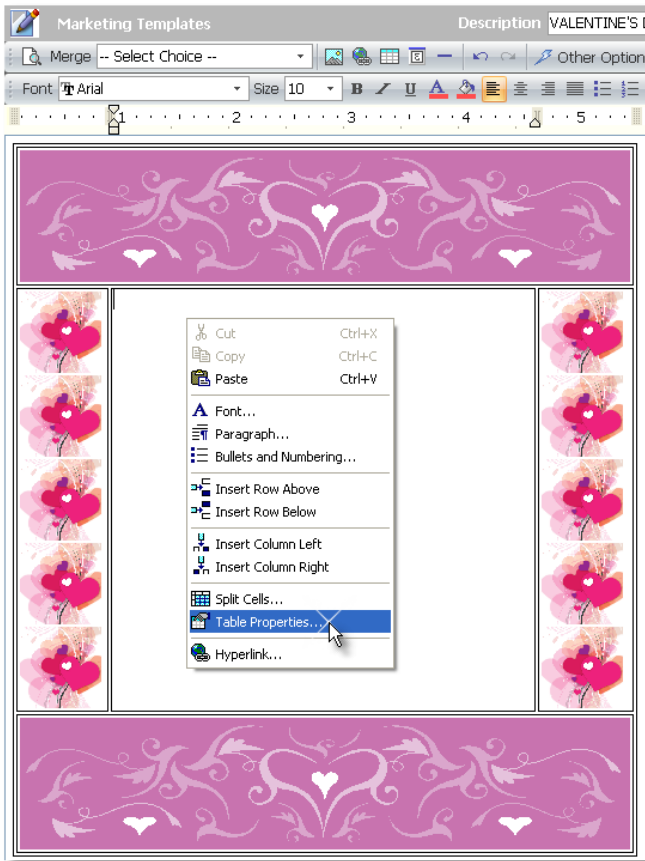 Marketing Templates Description VALENTINE'S
Merge -- Select Choice -- Other Option
Font Arial Size 10 B I U A
1 2 3 4 5
Cut Ctrl+X
Copy Ctrl+C
Paste Ctrl+V
A Font...
Paragraph...
Bullets and Numbering...
Insert Row Above
Insert Row Below
Insert Column Left
Insert Column Right
Split Cells...
Table Properties...
Hyperlink...